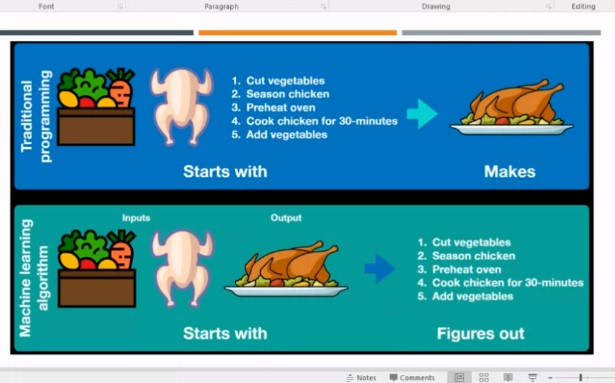 Font
Paragraph
Drawing
Editing
Traditional
programming
1. Cut vegetables
2. Season chicken
3. Preheat oven
4. Cook chicken for 30-minutes
5. Add vegetables
Starts with
Makes
Machine learning
algorithm
Inputs
Output
1. Cut vegetables
2. Season chicken
3. Preheat oven
4. Cook chicken for 30-minutes
5. Add vegetables
Starts with
Figures out
Notes
Comments